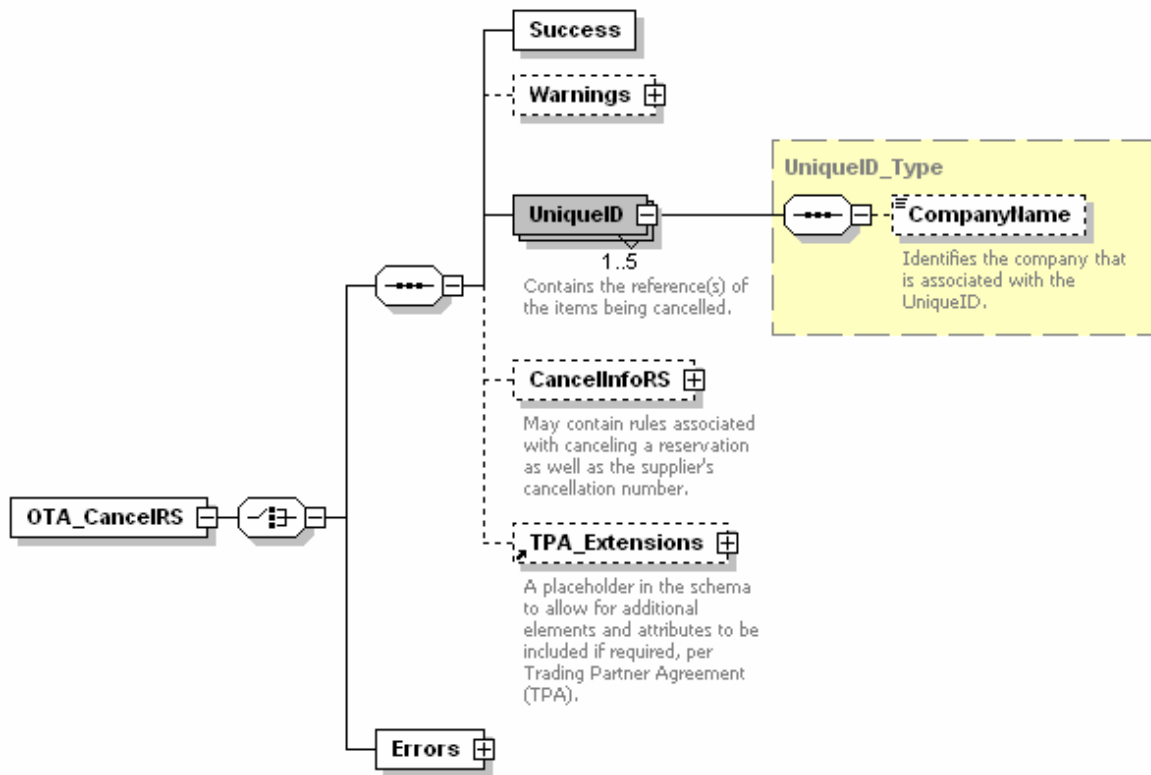 Success
Warnings
UniqueID_Type
UniqueID
CompanyName
1..5
Contains the reference(s) of
the items being cancelled.
Identifies the company that
is associated with the
UniqueID.
CancelInfoRS
May contain rules associated
with canceling a reservation
as well as the supplier's
cancellation number.
OTA_CancelRS
TPA_Extensions
A placeholder in the schema
to allow for additional
elements and attributes to be
included if required, per
Trading Partner Agreement
(TPA).
Errors